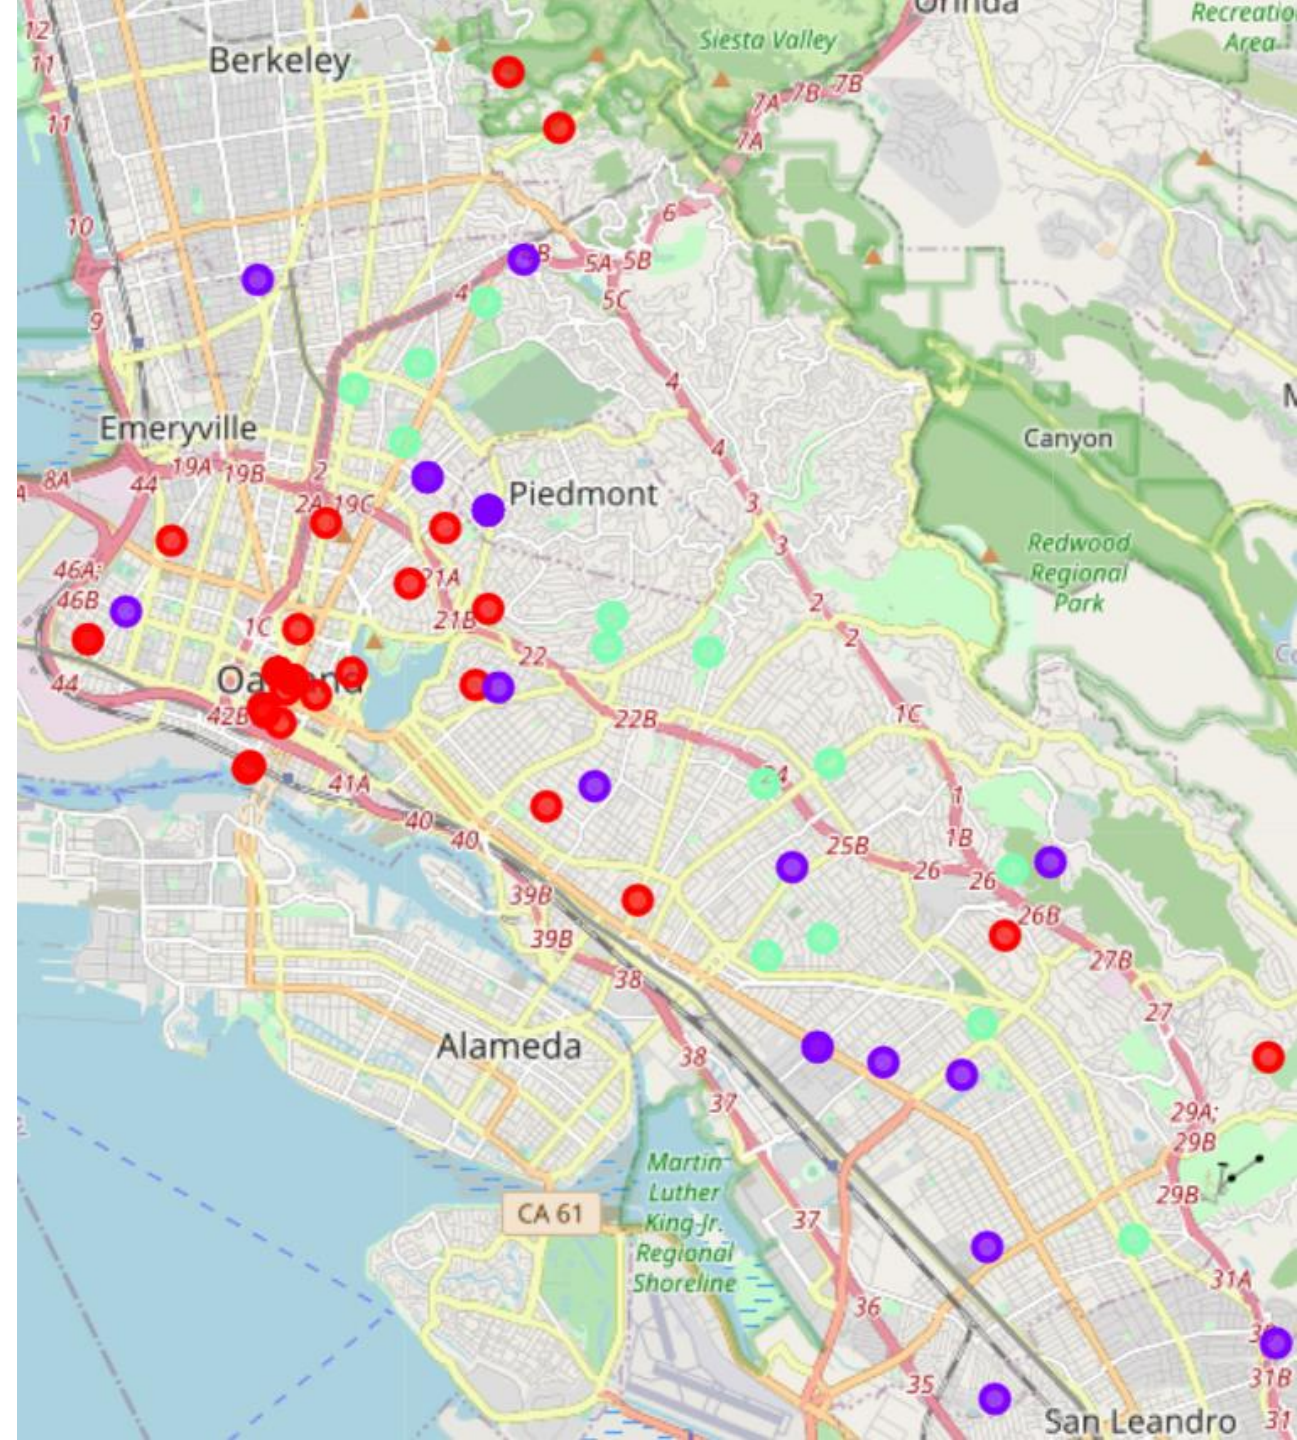 Orinda
Recreatio
Area
12
Siesta Valley
11
Berkeley
7A
7B
7B
11
7A
6
10
4B
5A
5B
4
5C
9
4
Emeryville
4
Canyon
19A
19B
2
8A
44
2A
19C
Piedmont
3
3
Redwood
Regional
Park
46A;
46B
21A
2
1C
21B
2
22
44
42B
22B
1C
24
41A
1
40
40
1B
25B
26
26
39B
26B
39B
27B
38
27
Alameda
38
37
29A;
29B
Martin
Luther
King-Jr.
Regional
Shoreline
29B
CA 61
37
31A
36
35
31B
San Leandro
31